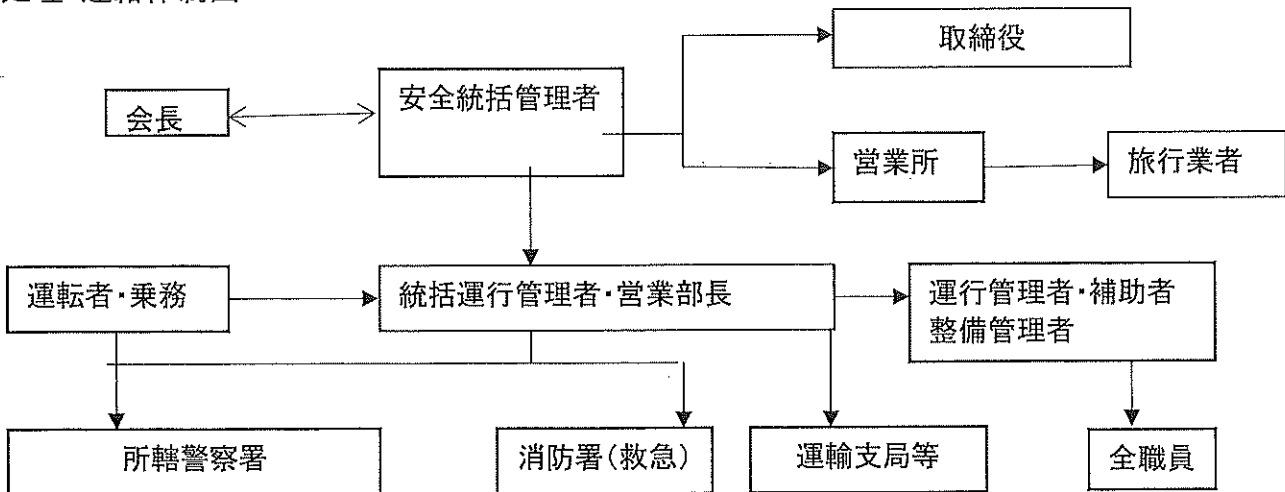 取締役
安全統括管理者
会長
営業所
旅行業者
運転者・乗務
統括運行管理者・営業部長
運行管理者・補助者
整備管理者
所轄警察署
消防署(救急)
運輸支局等
全職員